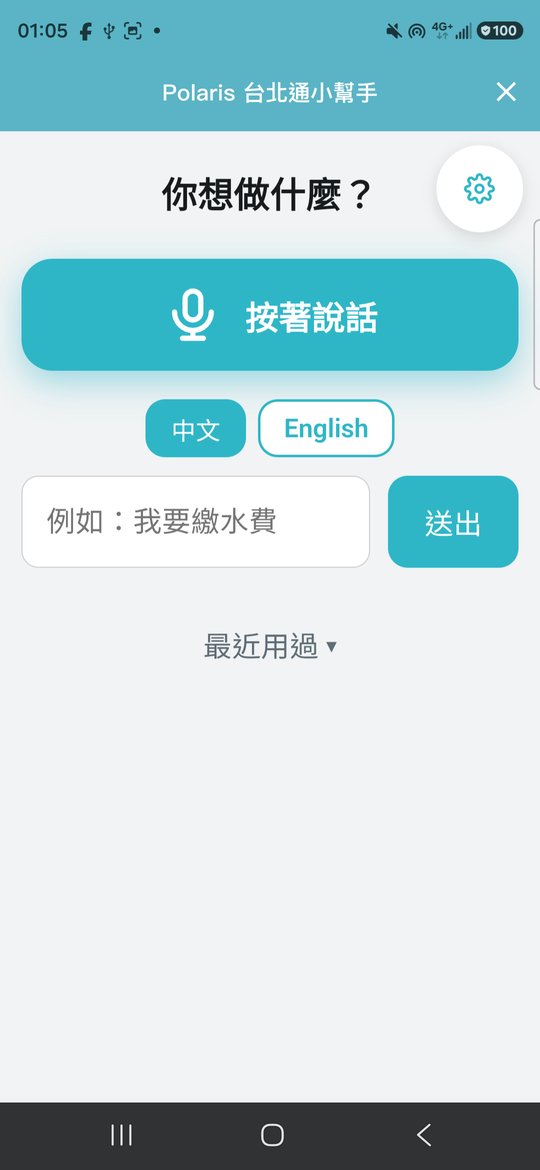 01:05
4G+
100
Polaris 台北通小幫手
你想做什麼？
按著說話
中文
English
例如：我要繳水費
送出
最近用過 ▾